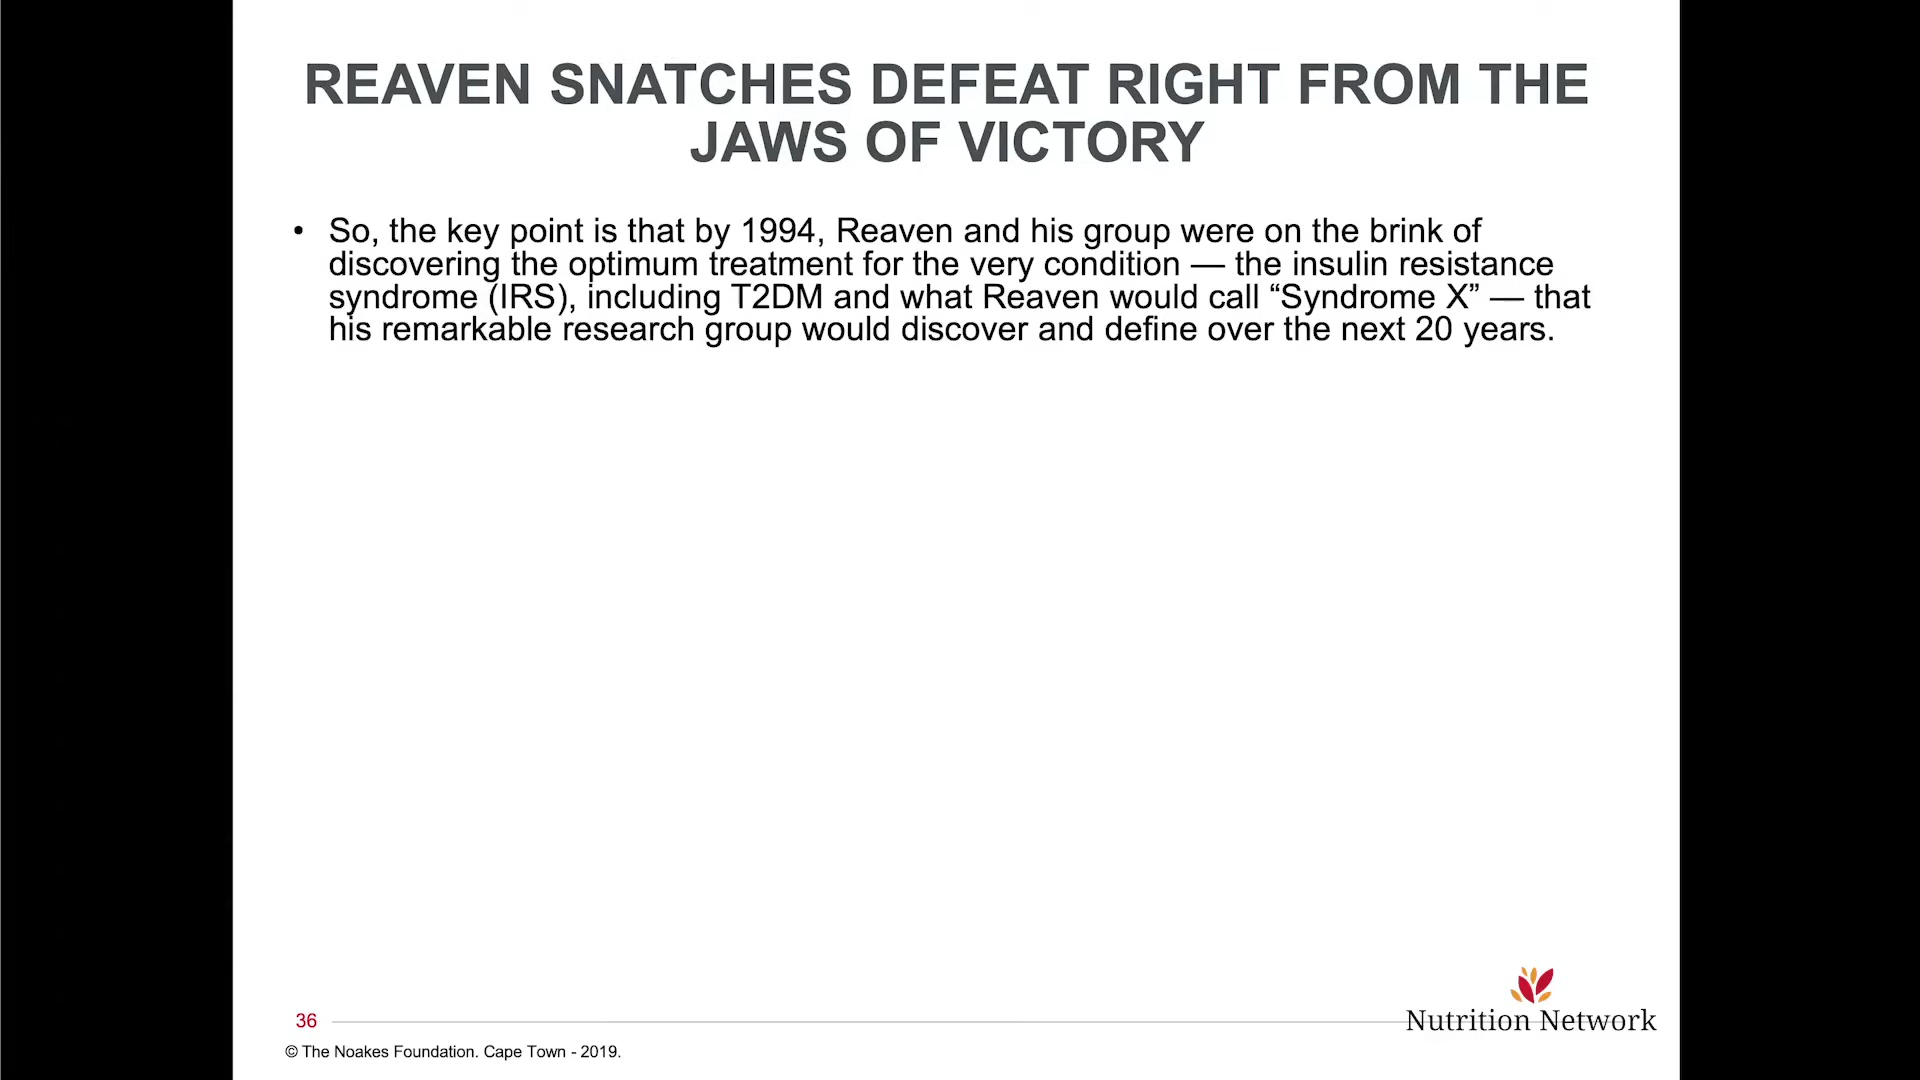 REAVEN SNATCHES DEFEAT RIGHT FROM THE
JAWS OF VICTORY
• So, the key point is that by 1994, Reaven and his group were on the brink of
discovering the optimum treatment for the very condition — the insulin resistance
syndrome (IRS), including T2DM and what Reaven would call “Syndrome X” — that
his remarkable research group would discover and define over the next 20 years.
36
Nutrition Network
© The Noakes Foundation. Cape Town - 2019.